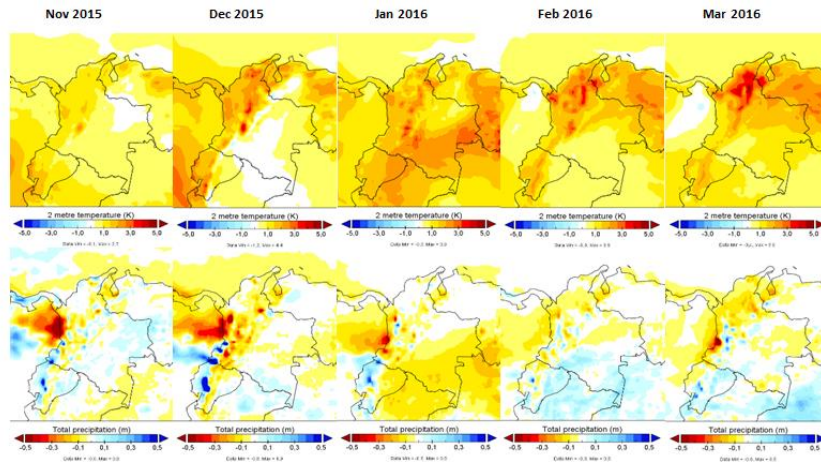 Nov 2015 Dec 2015 Jan 2016 Feb 2016 Mar 2016
2 metre temperature (K) 2 metre temperature (K) 2 metre temperature (K) 2 metre temperature (K) 2 metre temperature (K)
-5.0 -3.0 -1.0 1.0 3.0 5.0 -5.0 -3.0 -1.0 1.0 3.0 5.0 -5.0 -3.0 -1.0 1.0 3.0 5.0 -5.0 -3.0 -1.0 1.0 3.0 5.0 -5.0 -3.0 -1.0 1.0 3.0 5.0
Total precipitation (m) Total precipitation (m) Total precipitation (m) Total precipitation (m) Total precipitation (m)
-0.5 -0.3 -0.1 0.1 0.3 0.5 -0.5 -0.3 -0.1 0.1 0.3 0.5 -0.5 -0.3 -0.1 0.1 0.3 0.5 -0.5 -0.3 -0.1 0.1 0.3 0.5 -0.5 -0.3 -0.1 0.1 0.3 0.5